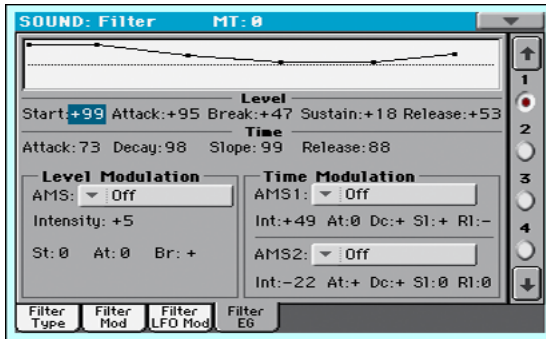 SOUND: Filter MT: 0
Level
Start:+99 Attack:+95 Break:+47 Sustain:+18 Release:+53
Time
Attack:73 Decay:98 Slope:99 Release:88
Level Modulation
AMS: Off
Intensity: +5
St:0 At:0 Br:+
Time Modulation
AMS1: Off
Int:+49 At:0 Dc:+ Sl:+ Rl:-
AMS2: Off
Int:-22 At:+ Dc:+ Sl:0 Rl:0
1
2
3
4
Filter Type
Filter Mod
Filter LFO Mod
Filter EG